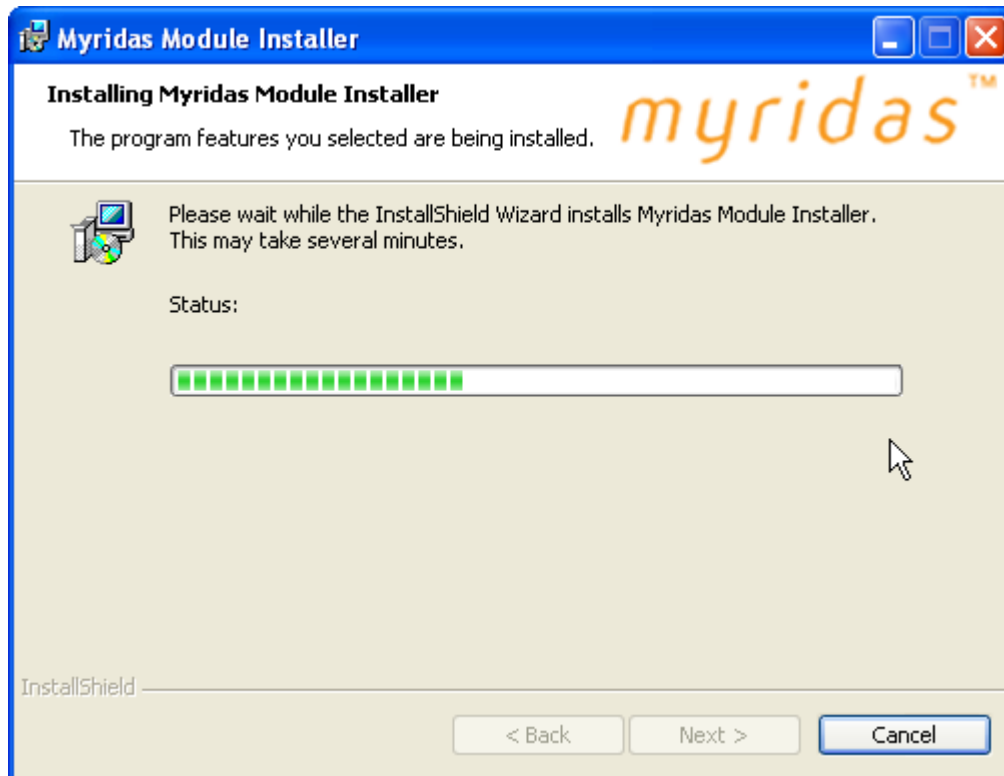 Myridas Module Installer
Installing Myridas Module Installer
The program features you selected are being installed.
myridas™
Please wait while the InstallShield Wizard installs Myridas Module Installer.
This may take several minutes.
Status:
InstallShield
< Back
Next >
Cancel